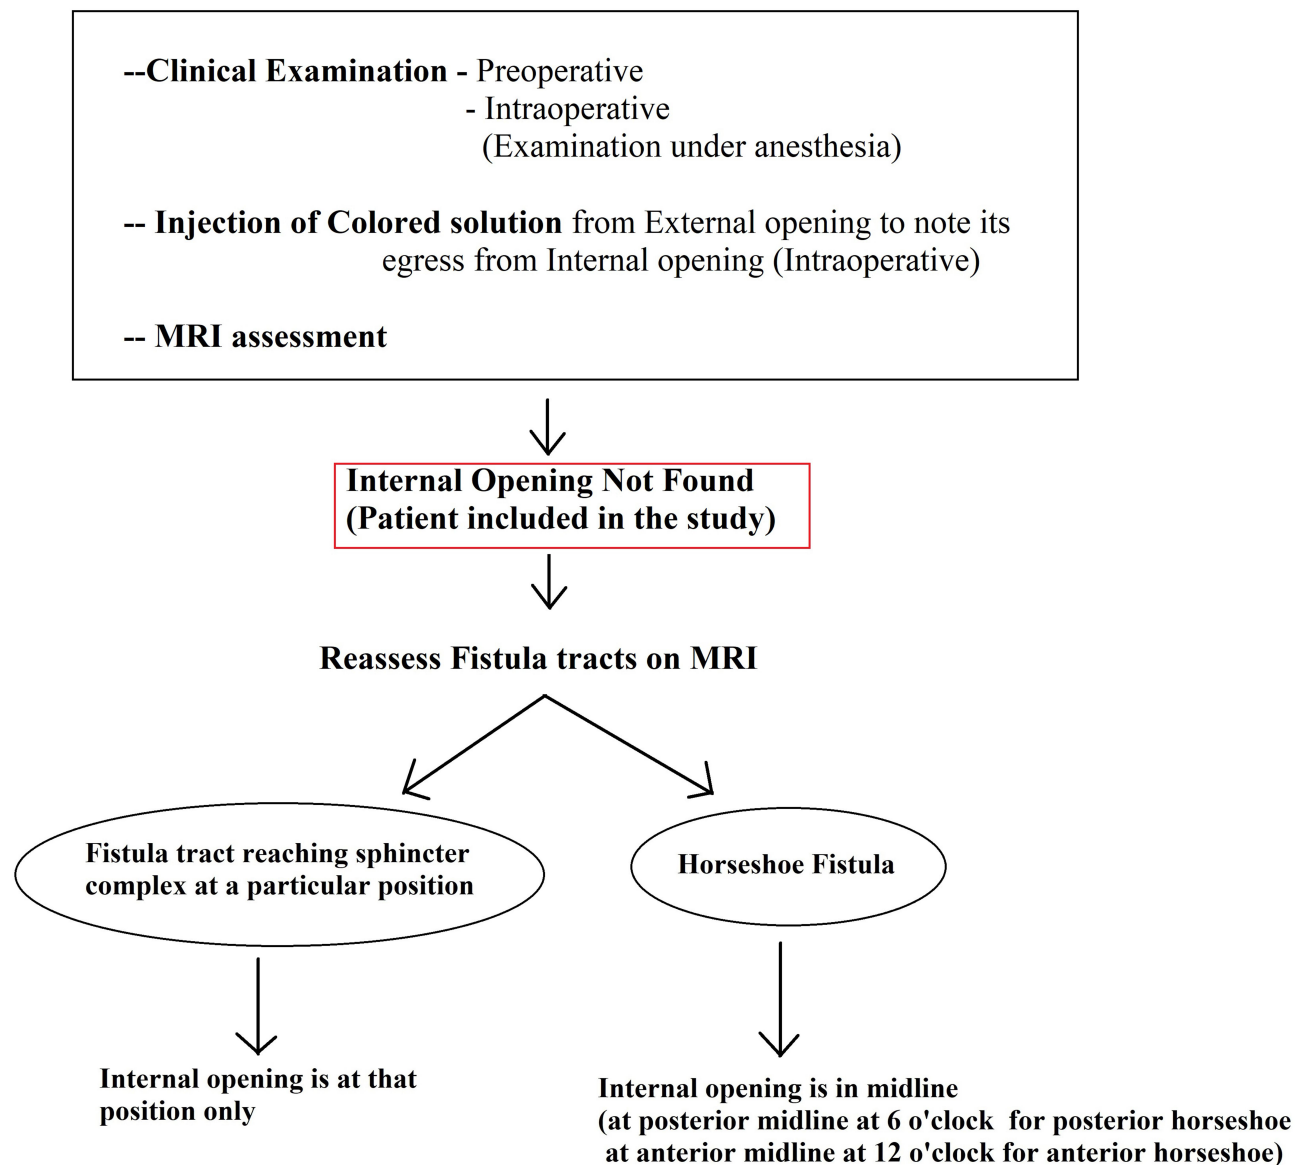 --Clinical Examination - Preoperative
- Intraoperative
(Examination under anesthesia)
-- Injection of Colored solution from External opening to note its
egress from Internal opening (Intraoperative)
-- MRI assessment
Internal Opening Not Found
(Patient included in the study)
Reassess Fistula tracts on MRI
Fistula tract reaching sphincter
complex at a particular position
Horseshoe Fistula
Internal opening is at that
position only
Internal opening is in midline
(at posterior midline at 6 o'clock  for posterior horseshoe
at anterior midline at 12 o'clock for anterior horseshoe)